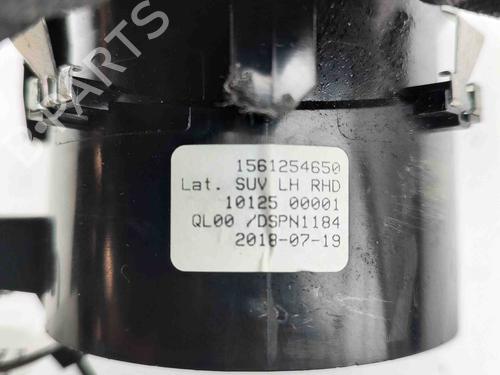 B-PARTS
1561254650
Lat. SUV LH RHD
10125 00001
QL00 /DSPN1184
2018-07-19